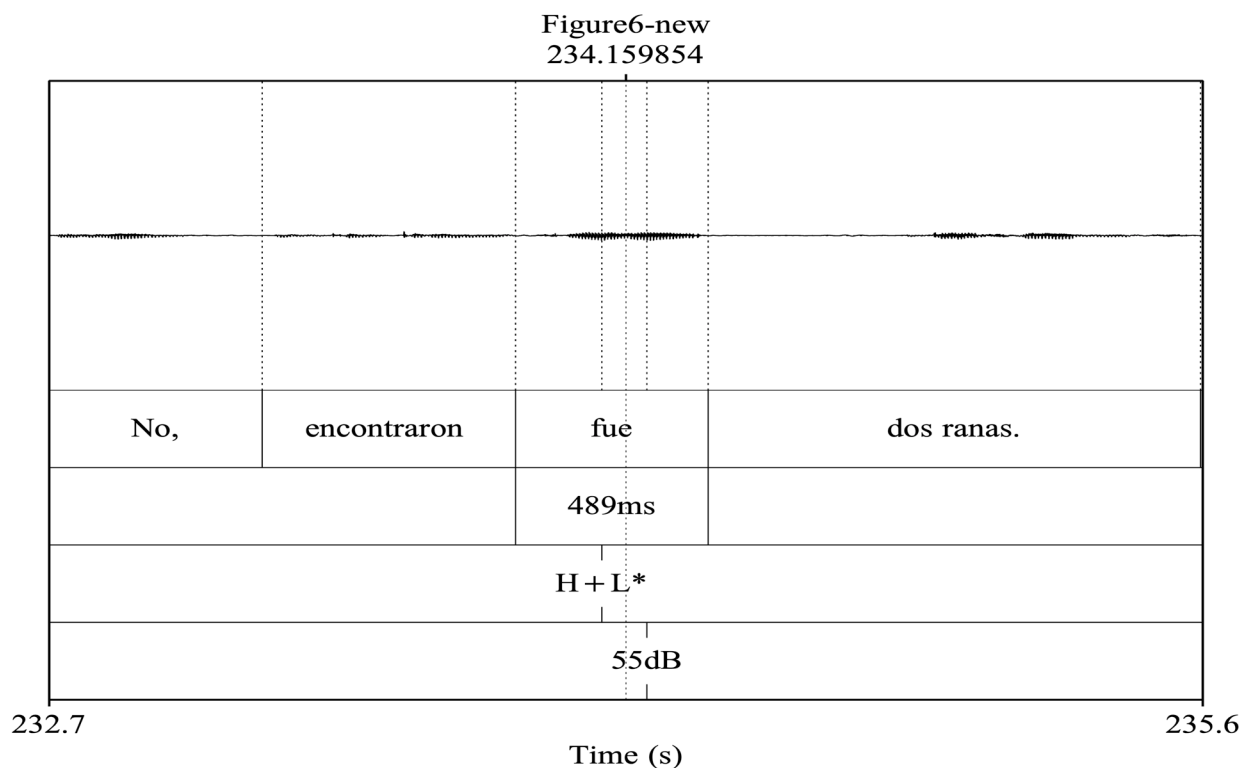 Figure6-new
234.159854
No, encontraron fue dos ranas.
489ms
H+L*
55dB
232.7 235.6
Time (s)